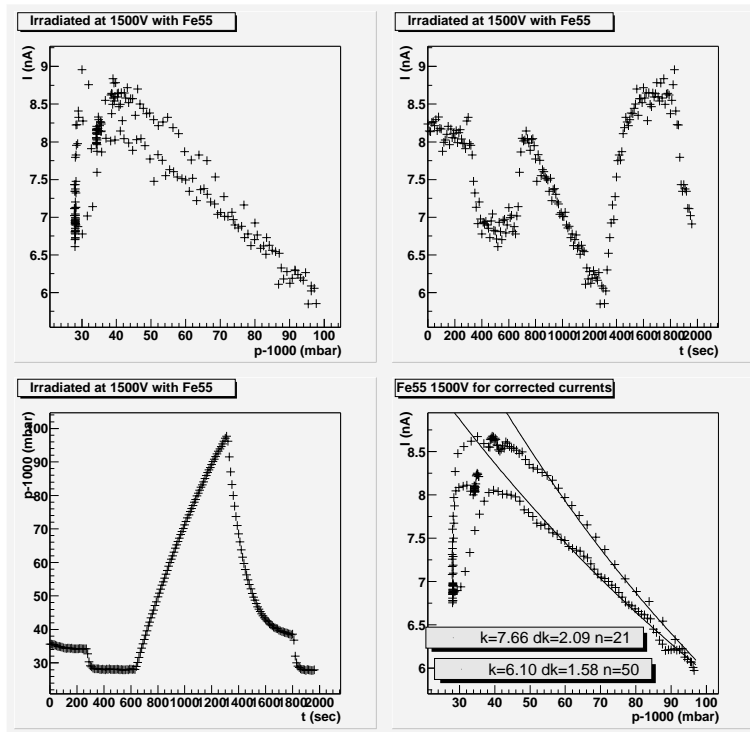 Irradiated at 1500V with Fe55
I (nA)
9
8.5
8
7.5
7
6.5
6
30 40 50 60 70 80 90 100
p-1000 (mbar)
Irradiated at 1500V with Fe55
I (nA)
9
8.5
8
7.5
7
6.5
6
0 200 400 600 800 1000 1200 1400 1600 1800 2000
t (sec)
Irradiated at 1500V with Fe55
p-1000 (mbar)
100
90
80
70
60
50
40
30
0 200 400 600 800 1000 1200 1400 1600 1800 2000
t (sec)
Fe55 1500V for corrected currents
I (nA)
8.5
8
7.5
7
6.5
6
k=7.66 dk=2.09 n=21
k=6.10 dk=1.58 n=50
30 40 50 60 70 80 90 100
p-1000 (mbar)